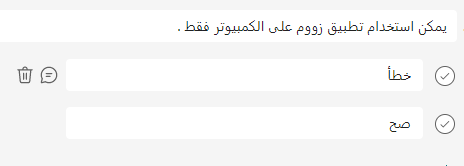 يمكن استخدام تطبيق زووم على الكمبيوتر فقط .
خطأ
صح